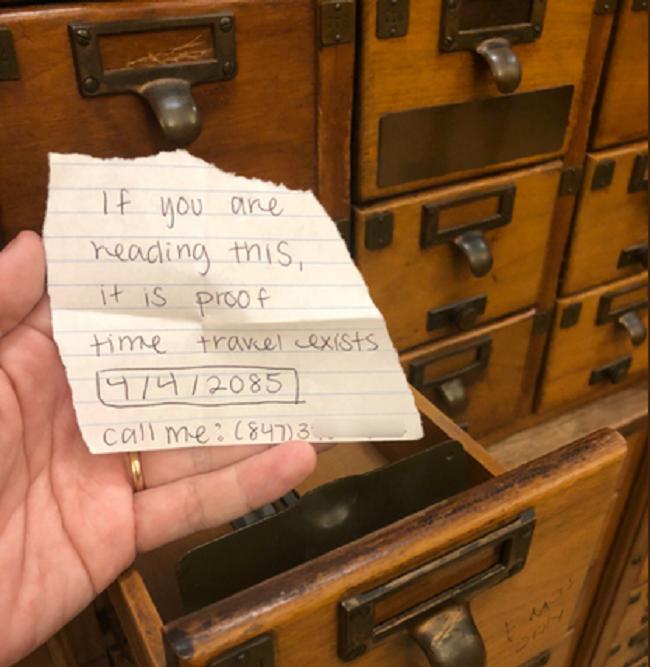 If you are
reading this,
it is proof
time travel exists
4/4/2085
call me: (847)3